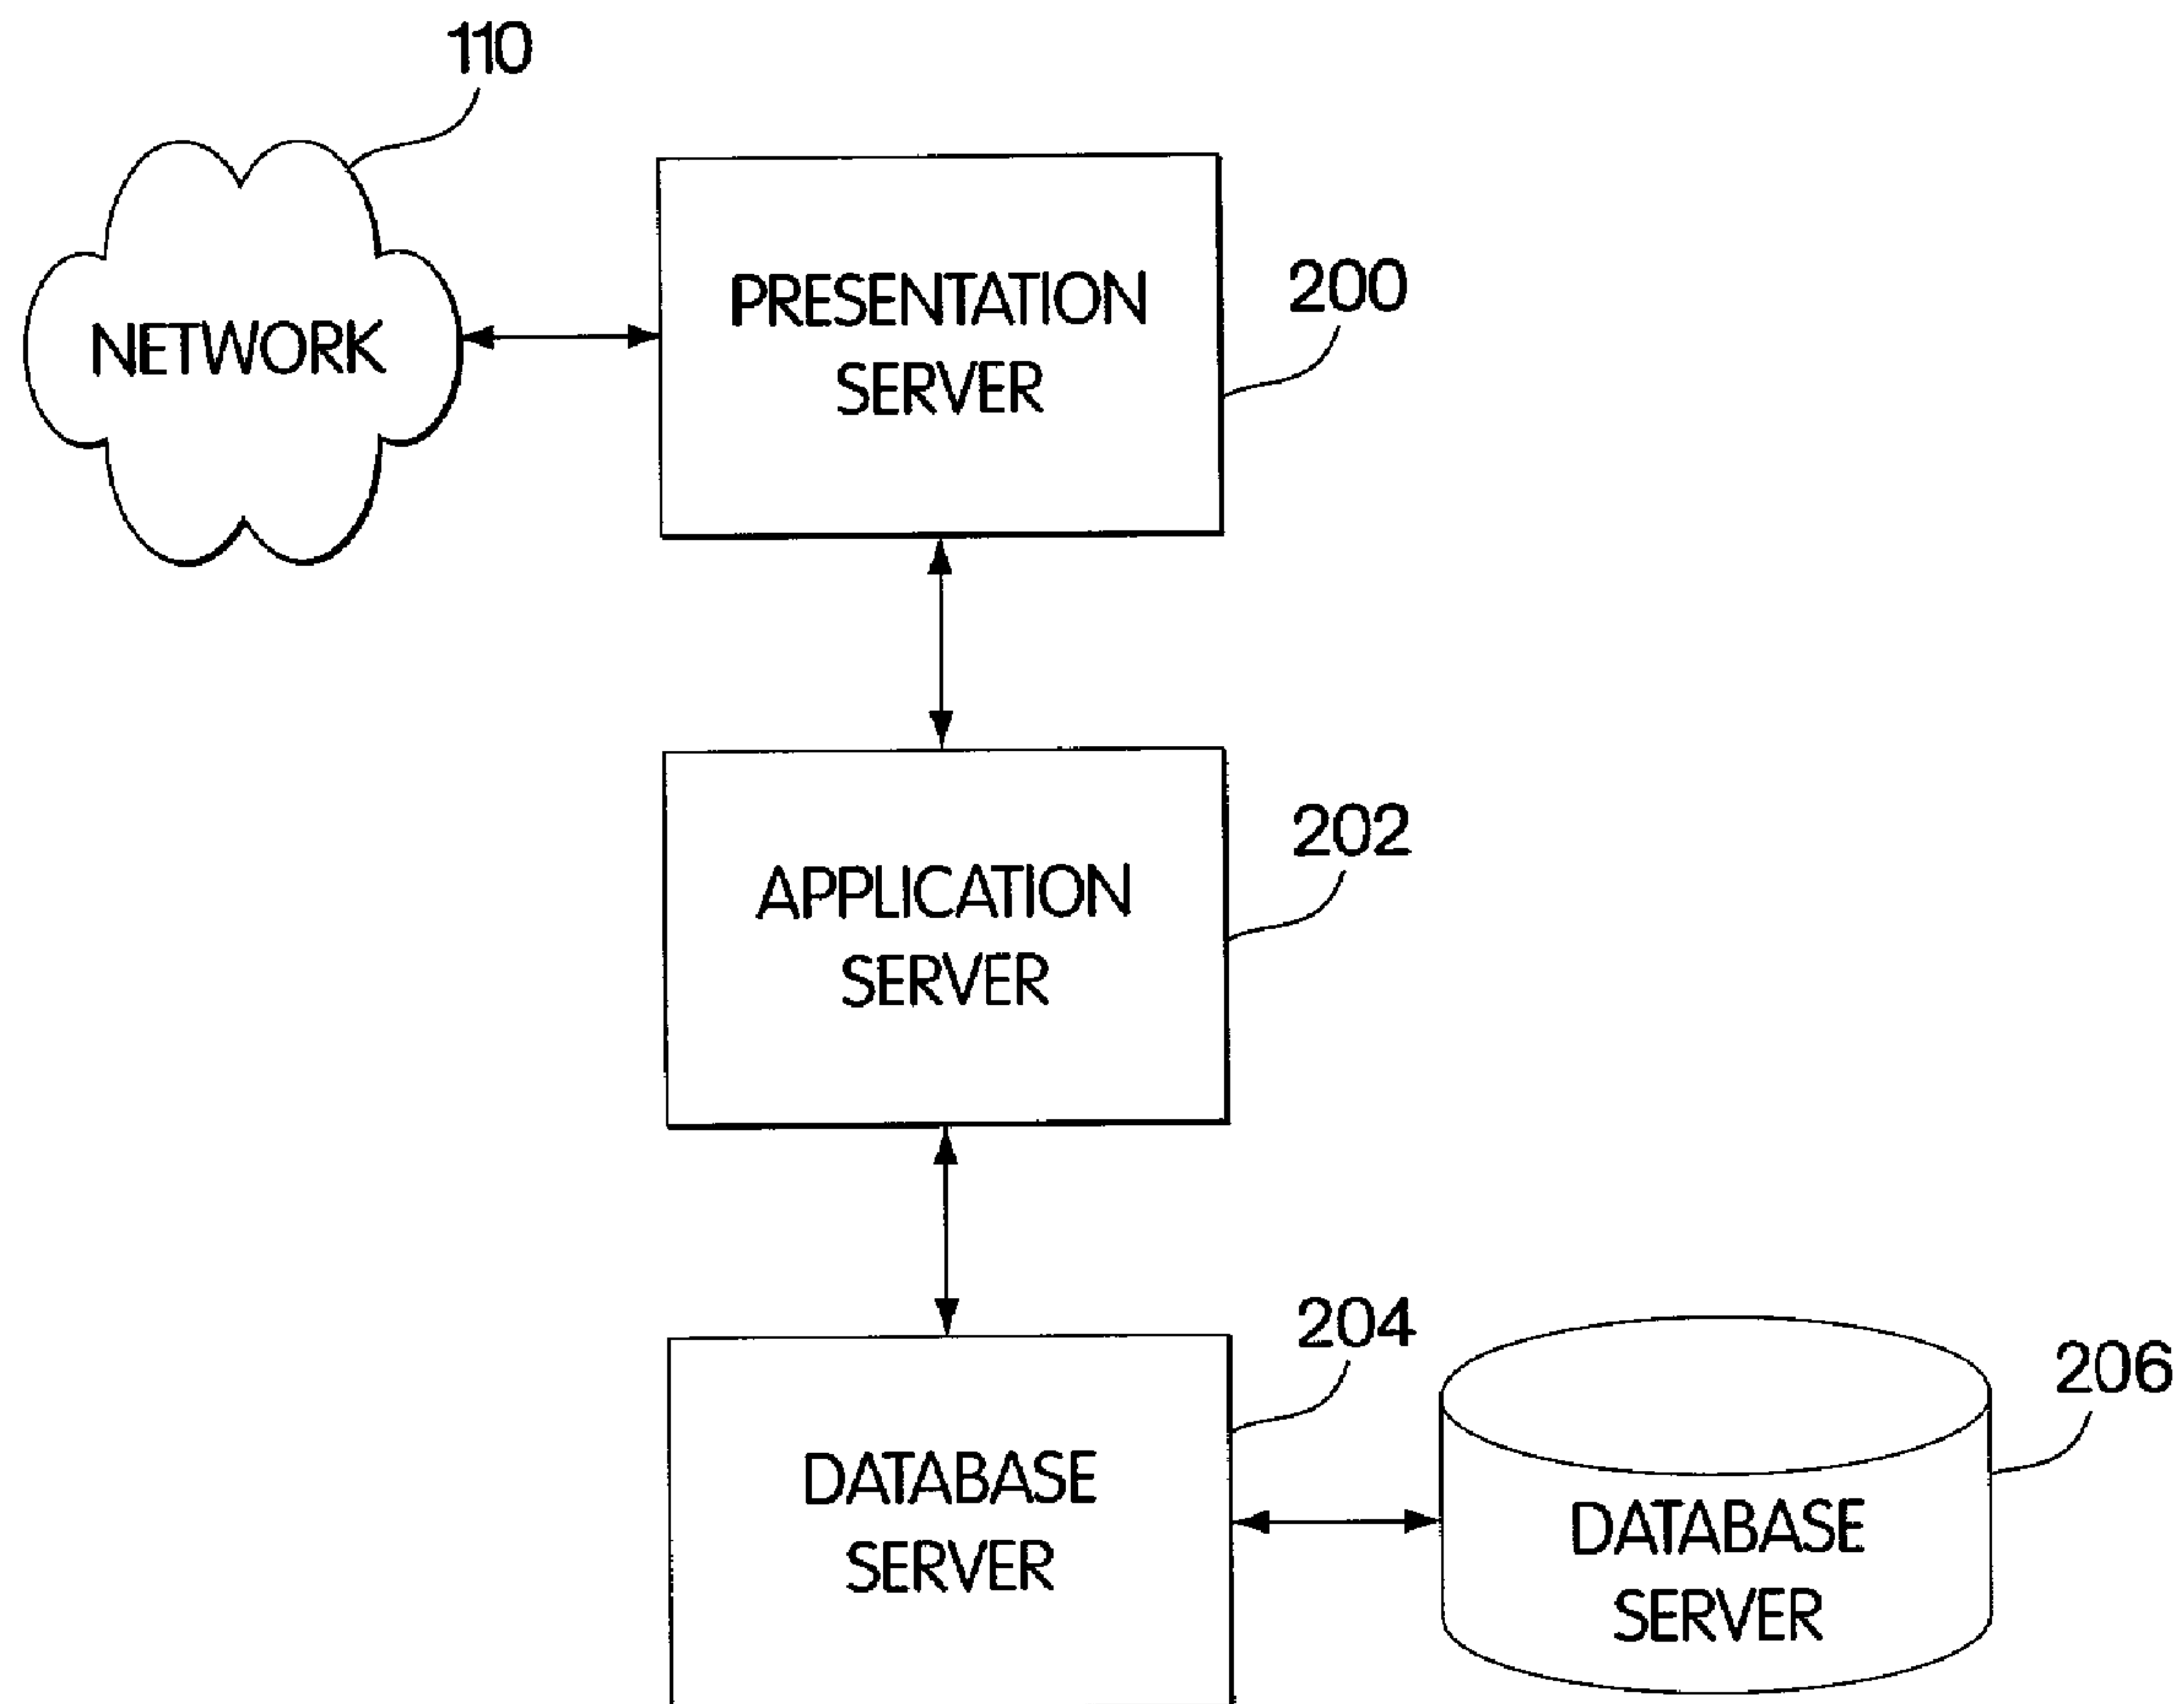 110
PRESENTATION
SERVER
200
NETWORK
APPLICATION
SERVER
202
DATABASE
SERVER
204
DATABASE
SERVER
206